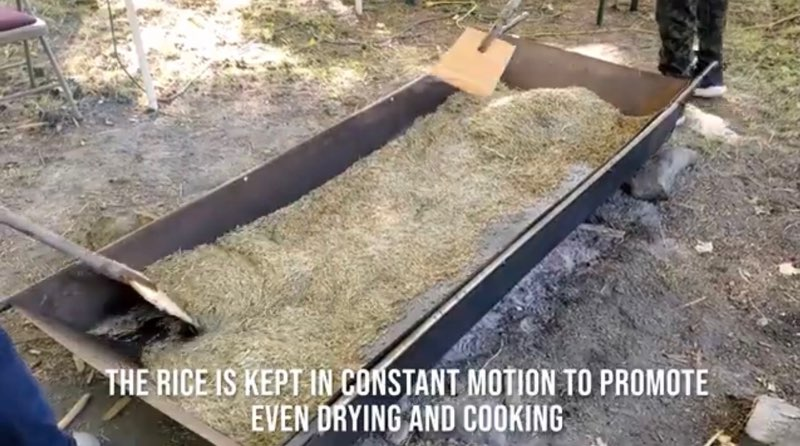 THE RICE IS KEPT IN CONSTANT MOTION TO PROMOTE
EVEN DRYING AND COOKING